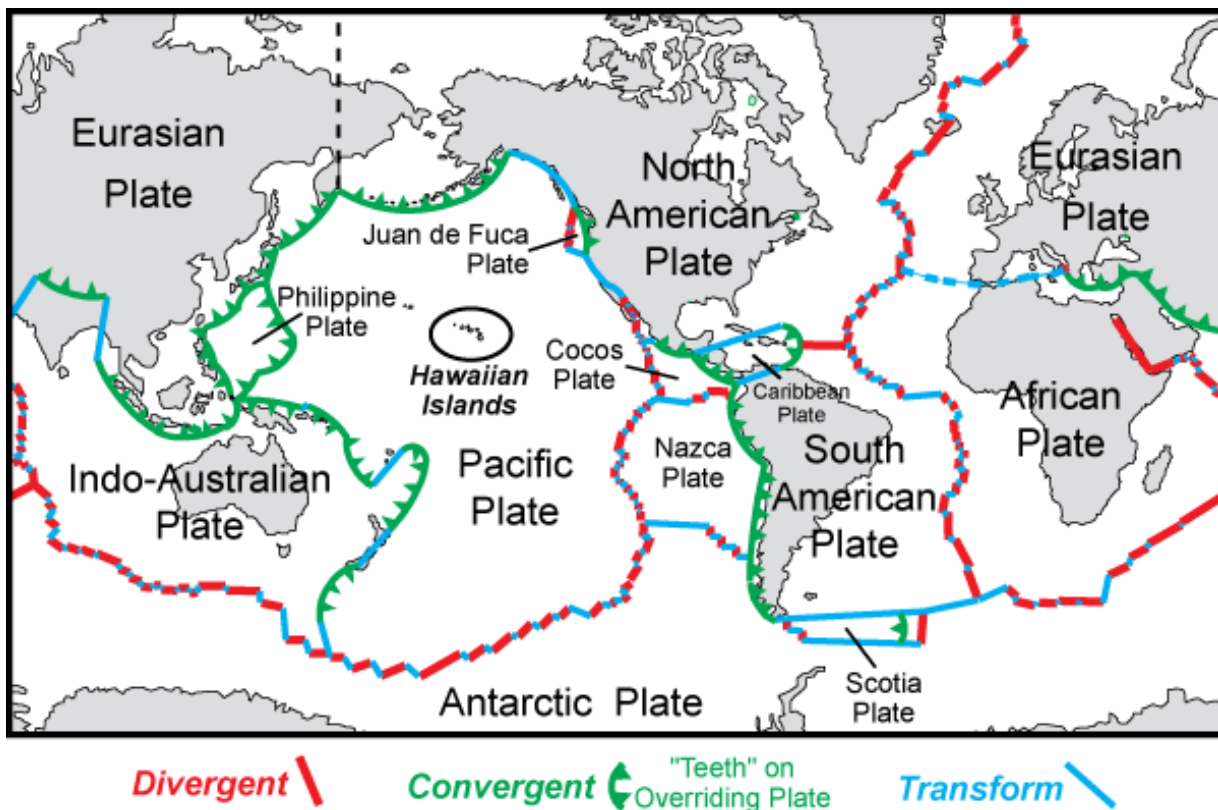 Eurasian
Plate
North
American
Plate
Eurasian
Plate
Juan de Fuca
Plate
Philippine
Plate
Hawaiian
Islands
Cocos
Plate
Caribbean
Plate
African
Plate
Indo-Australian
Plate
Pacific
Plate
Nazca
Plate
South
American
Plate
Scotia
Plate
Antarctic Plate
Divergent
Convergent
"Teeth" on
Overriding Plate
Transform